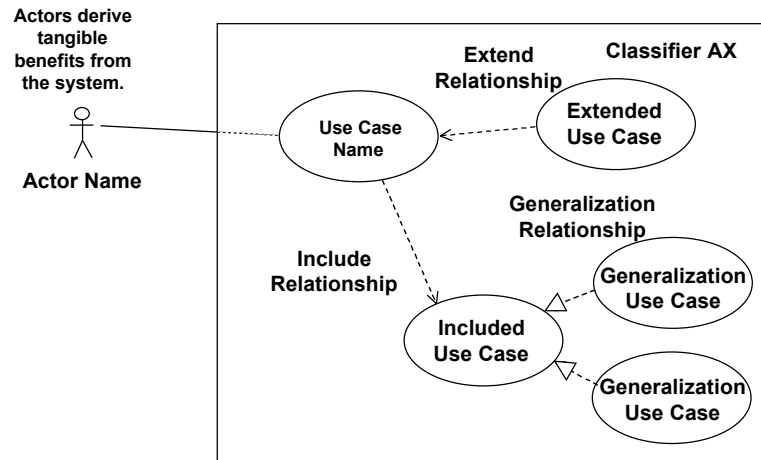 Actors derive
tangible
benefits from
the system.
Actor Name
Classifier AX
Extend
Relationship
Extended
Use Case
Use Case
Name
Generalization
Relationship
Include
Relationship
Generalization
Use Case
Included
Use Case
Generalization
Use Case